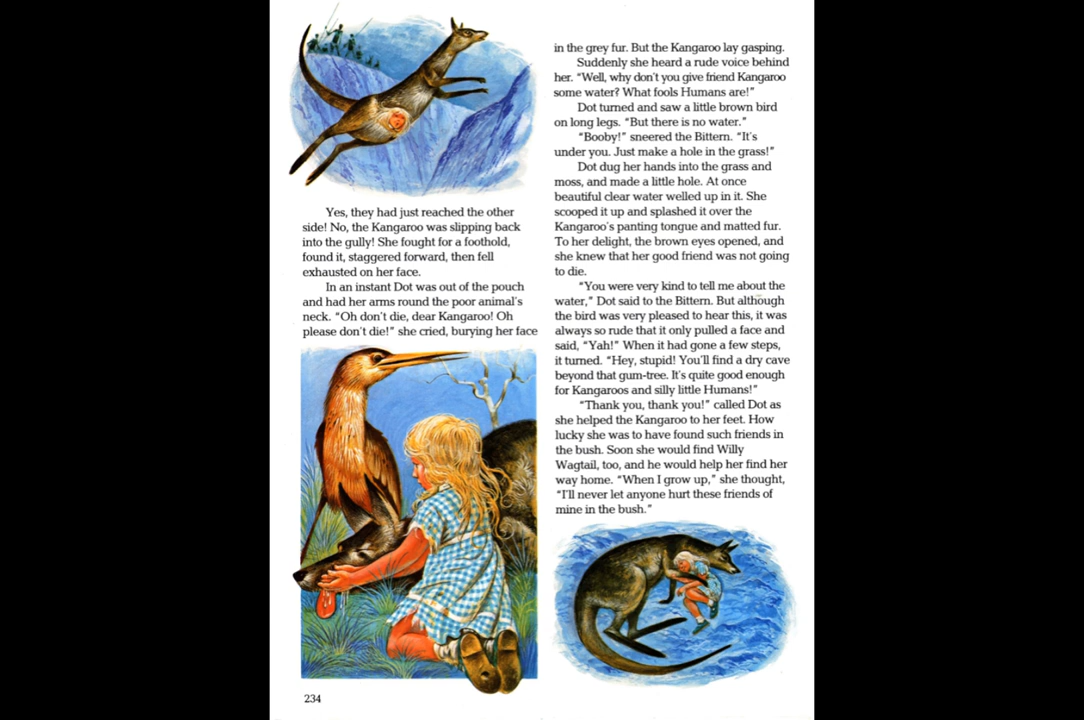 Yes, they had just reached the other
side! No, the Kangaroo was slipping back
into the gully! She fought for a foothold,
found it, staggered forward, then fell
exhausted on her face.
In an instant Dot was out of the pouch
and had her arms round the poor animal's
neck. "Oh don't die, dear Kangaroo! Oh
please don't die!" she cried, burying her face
234
in the grey fur. But the Kangaroo lay gasping.
Suddenly she heard a rude voice behind
her. "Well, why don't you give friend Kangaroo
some water? What fools Humans are!"
Dot turned and saw a little brown bird
on long legs. "But there is no water."
"Booby!" sneered the Bittern. "It's
under you. Just make a hole in the grass!"
Dot dug her hands into the grass and
moss, and made a little hole. At once
beautiful clear water welled up in it. She
scooped it up and splashed it over the
Kangaroo's panting tongue and matted fur.
To her delight, the brown eyes opened, and
she knew that her good friend was not going
to die.
"You were very kind to tell me about the
water," Dot said to the Bittern. But although
the bird was very pleased to hear this, it was
always so rude that it only pulled a face and
said, "Yah!" When it had gone a few steps,
it turned. "Hey, stupid! You'll find a dry cave
beyond that gum-tree. It's quite good enough
for Kangaroos and silly little Humans!"
"Thank you, thank you!" called Dot as
she helped the Kangaroo to her feet. How
lucky she was to have found such friends in
the bush. Soon she would find Willy
Wagtail, too, and he would help her find her
way home. "When I grow up," she thought,
"I'll never let anyone hurt these friends of
mine in the bush."